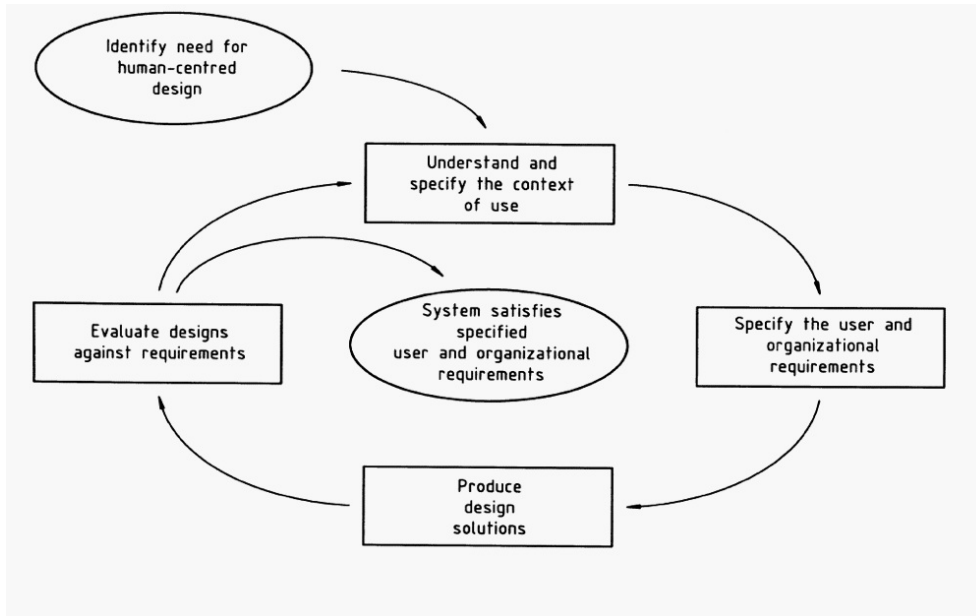 Identify need for
human-centred
design
Understand and
specify the context
of use
System satisfies
specified
user and organizational
requirements
Evaluate designs
against requirements
Specify the user and
organizational
requirements
Produce
design
solutions